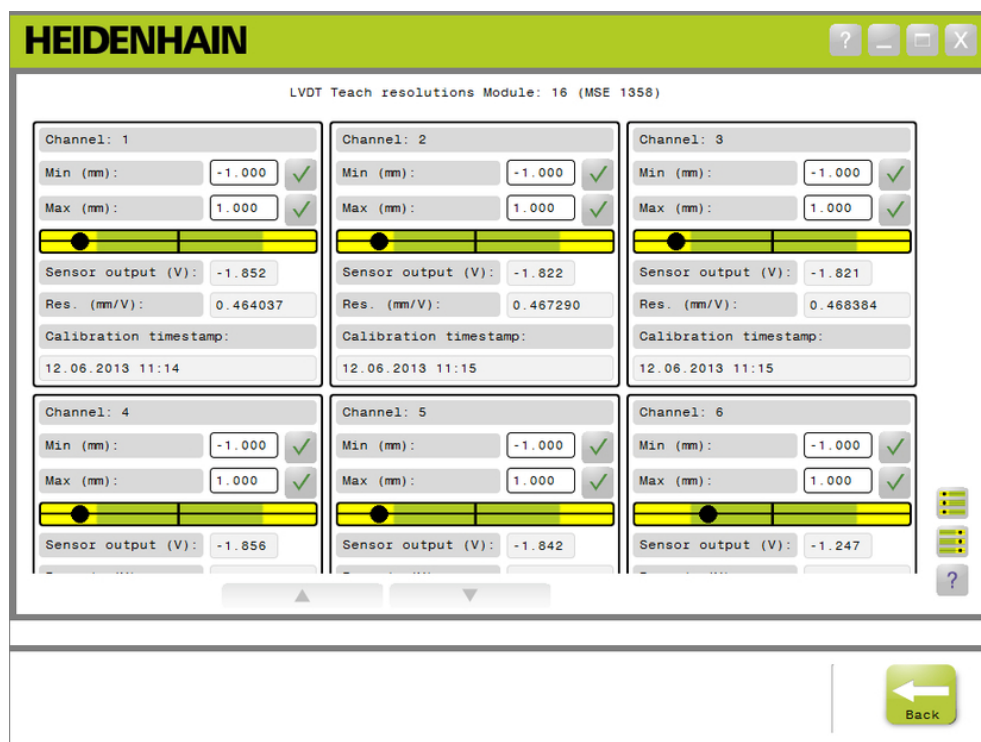 HEIDENHAIN
? _ X
LVDT Teach resolutions Module: 16 (MSE 1358)
Channel: 1
Min (mm): -1.000
Max (mm): 1.000
Sensor output (V): -1.852
Res. (mm/V): 0.464037
Calibration timestamp:
12.06.2013 11:14
Channel: 2
Min (mm): -1.000
Max (mm): 1.000
Sensor output (V): -1.822
Res. (mm/V): 0.467290
Calibration timestamp:
12.06.2013 11:15
Channel: 3
Min (mm): -1.000
Max (mm): 1.000
Sensor output (V): -1.821
Res. (mm/V): 0.468384
Calibration timestamp:
12.06.2013 11:15
Channel: 4
Min (mm): -1.000
Max (mm): 1.000
Sensor output (V): -1.856
Channel: 5
Min (mm): -1.000
Max (mm): 1.000
Sensor output (V): -1.842
Channel: 6
Min (mm): -1.000
Max (mm): 1.000
Sensor output (V): -1.247
?
Back